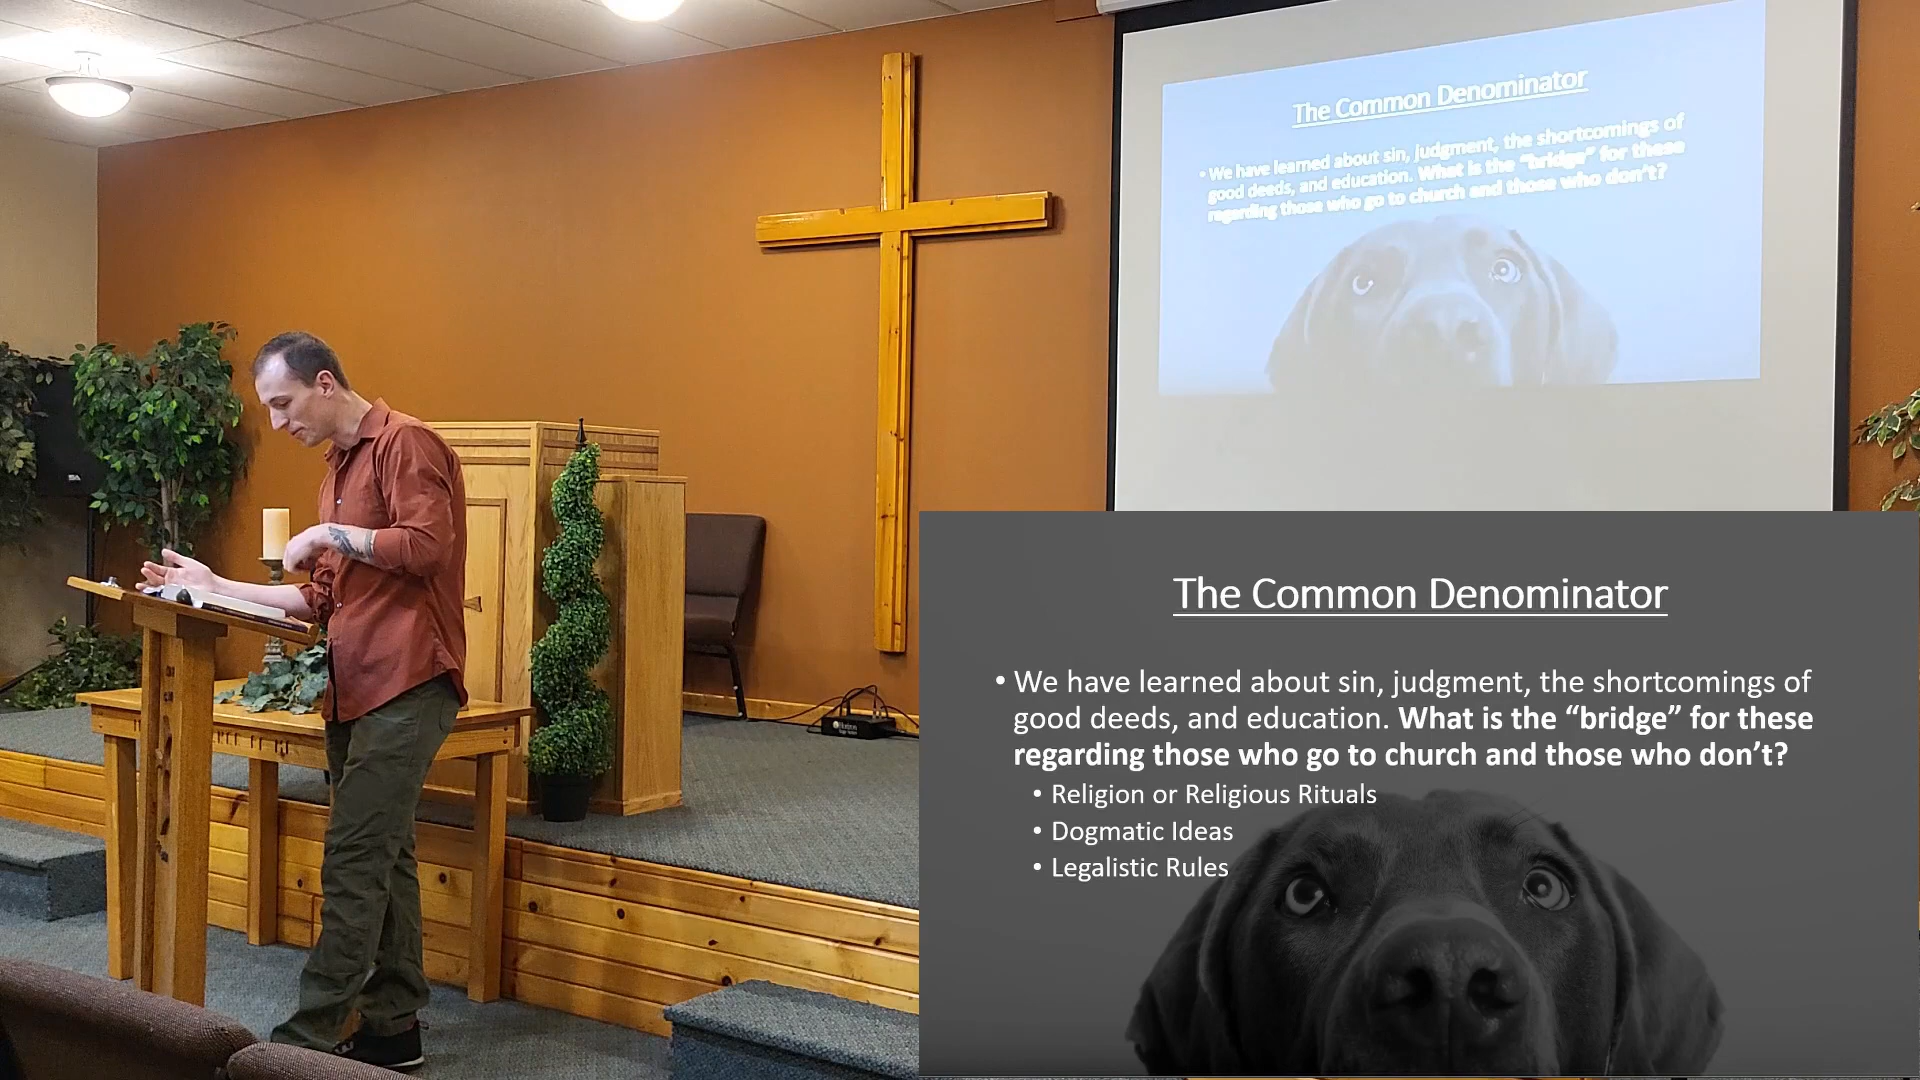 The Common Denominator
• We have learned about sin, judgment, the shortcomings of
good deeds, and education. What is the “bridge” for these
regarding those who go to church and those who don’t?
The Common Denominator
• We have learned about sin, judgment, the shortcomings of
good deeds, and education. What is the “bridge” for these
regarding those who go to church and those who don’t?
• Religion or Religious Rituals
• Dogmatic Ideas
• Legalistic Rules